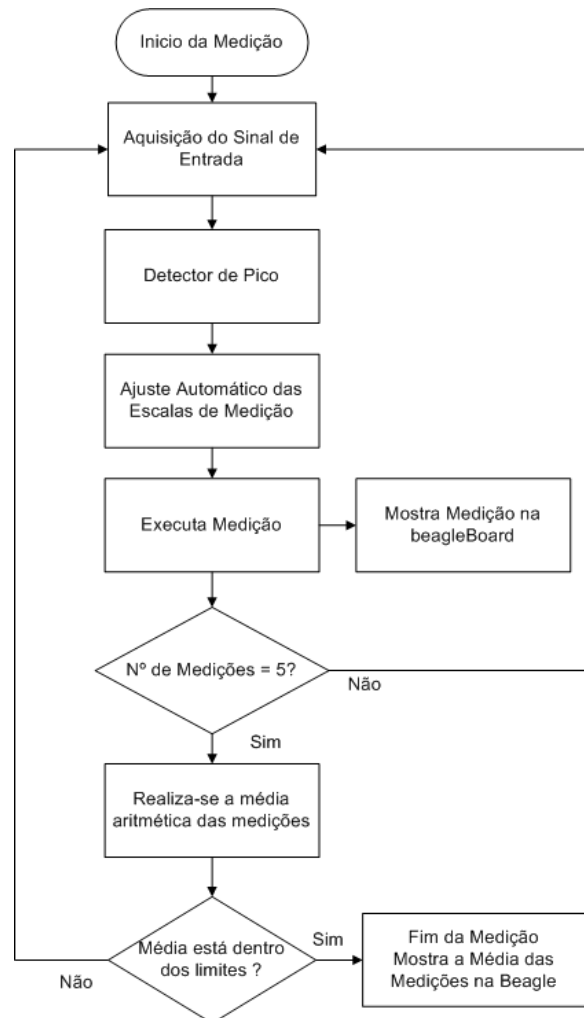 Inicio da Medição
Aquisição do Sinal de
Entrada
Detector de Pico
Ajuste Automático das
Escalas de Medição
Executa Medição
Mostra Medição na
beagleBoard
Nº de Medições = 5?
Não
Sim
Realiza-se a média
aritmética das medições
Média está dentro
dos limites ?
Sim
Não
Fim da Medição
Mostra a Média das
Medições na Beagle